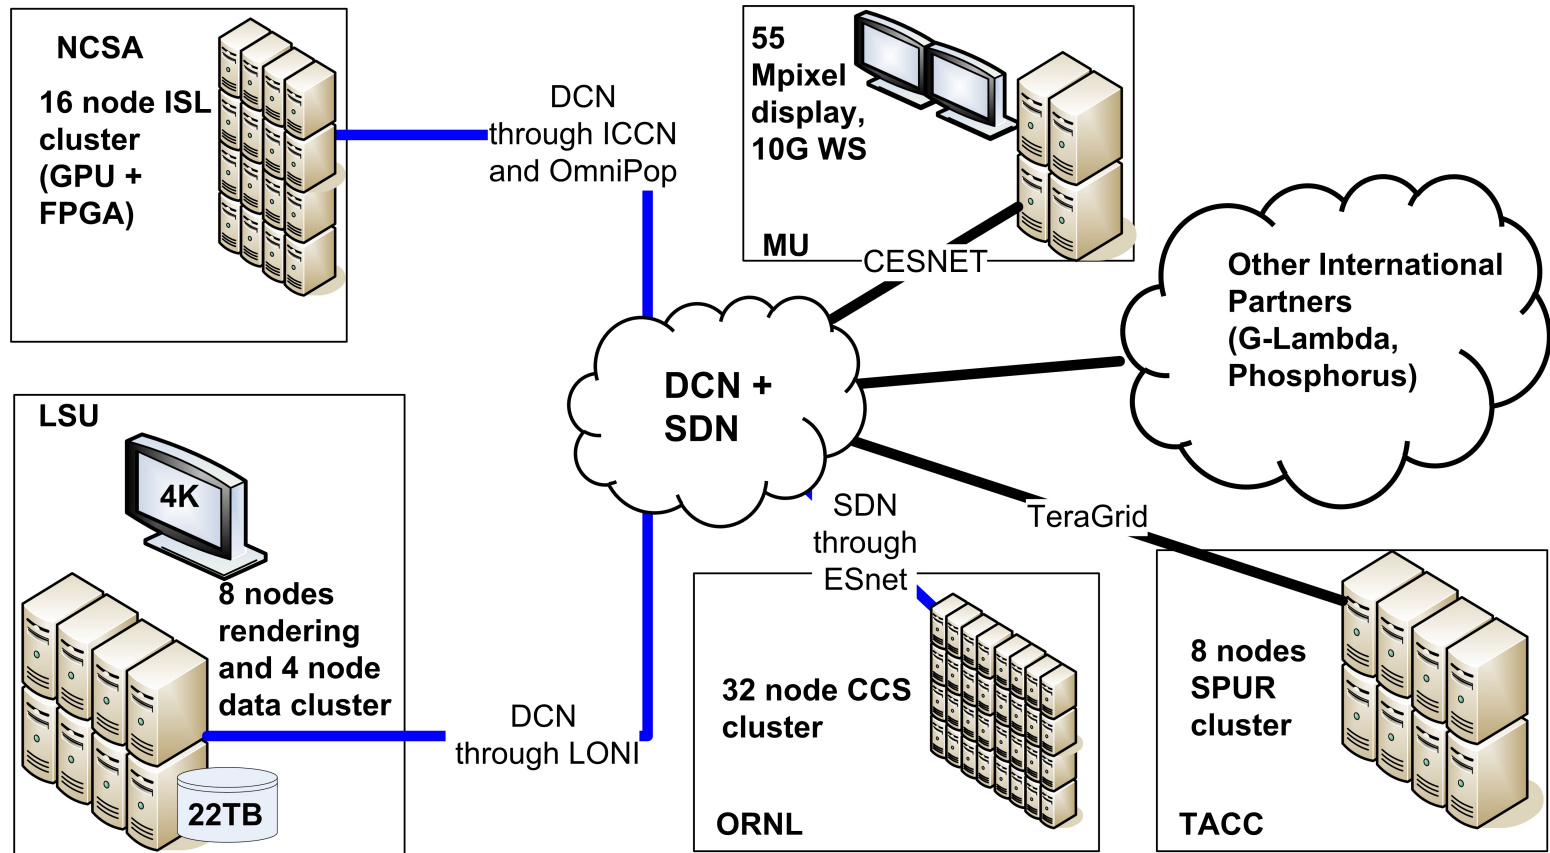 NCSA
16 node ISL
cluster
(GPU +
FPGA)
DCN
through ICCN
and OmniPop
55
Mpixel
display,
10G WS
MU
CESNET
Other International
Partners
(G-Lambda,
Phosphorus)
DCN +
SDN
LSU
4K
8 nodes
rendering
and 4 node
data cluster
22TB
DCN
through LONI
SDN
through
ESnet
32 node CCS
cluster
ORNL
TeraGrid
8 nodes
SPUR
cluster
TACC